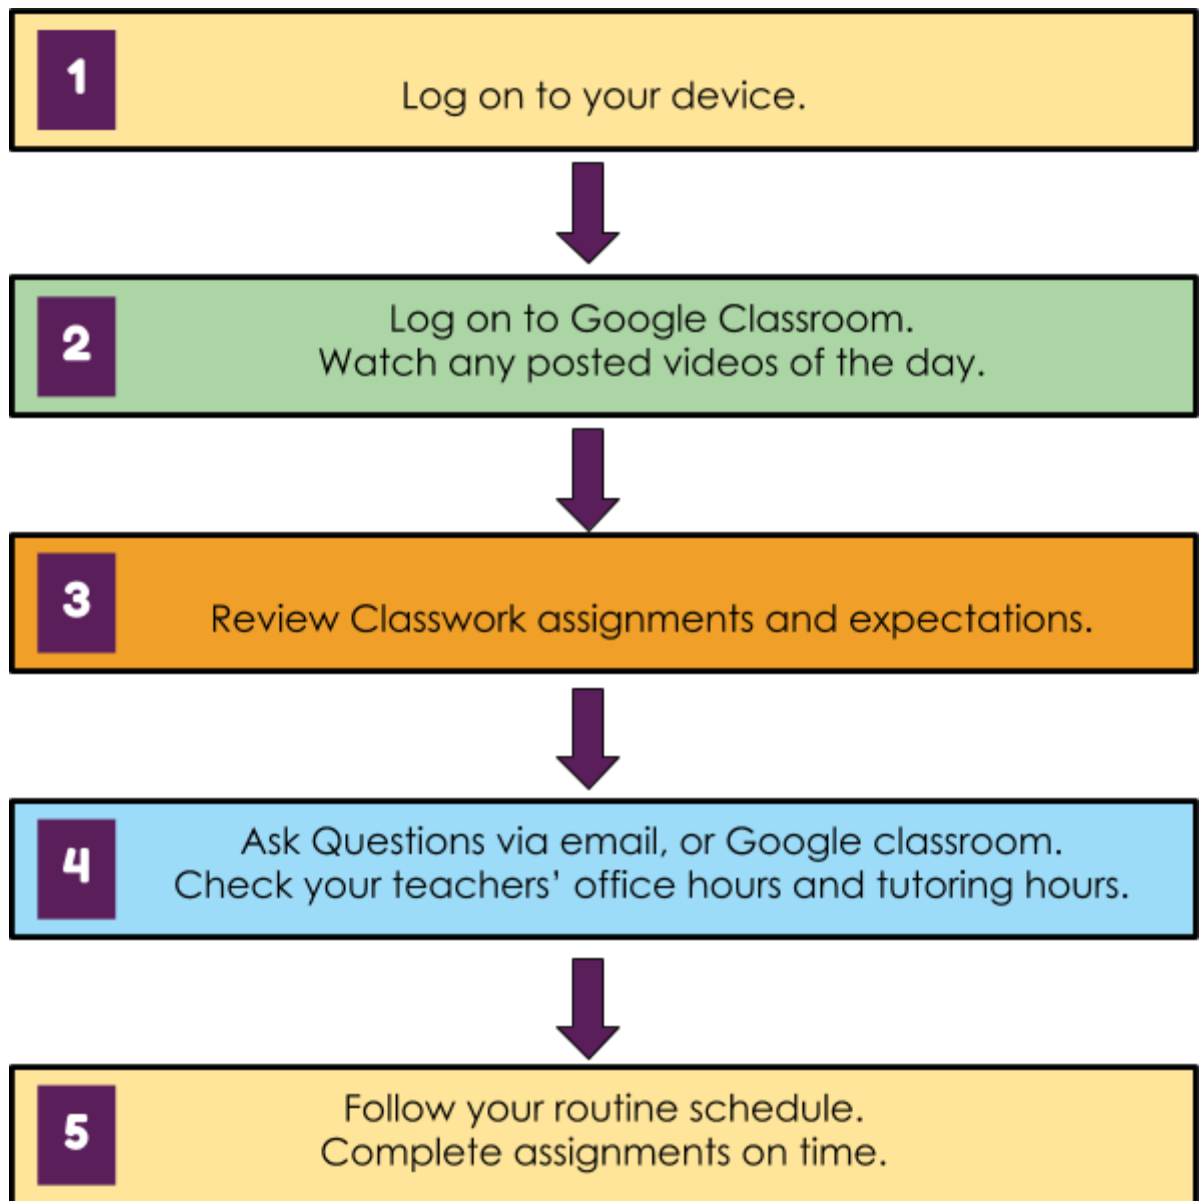 1
Log on to your device.
2
Log on to Google Classroom.
Watch any posted videos of the day.
3
Review Classwork assignments and expectations.
4
Ask Questions via email, or Google classroom.
Check your teachers’ office hours and tutoring hours.
5
Follow your routine schedule.
Complete assignments on time.